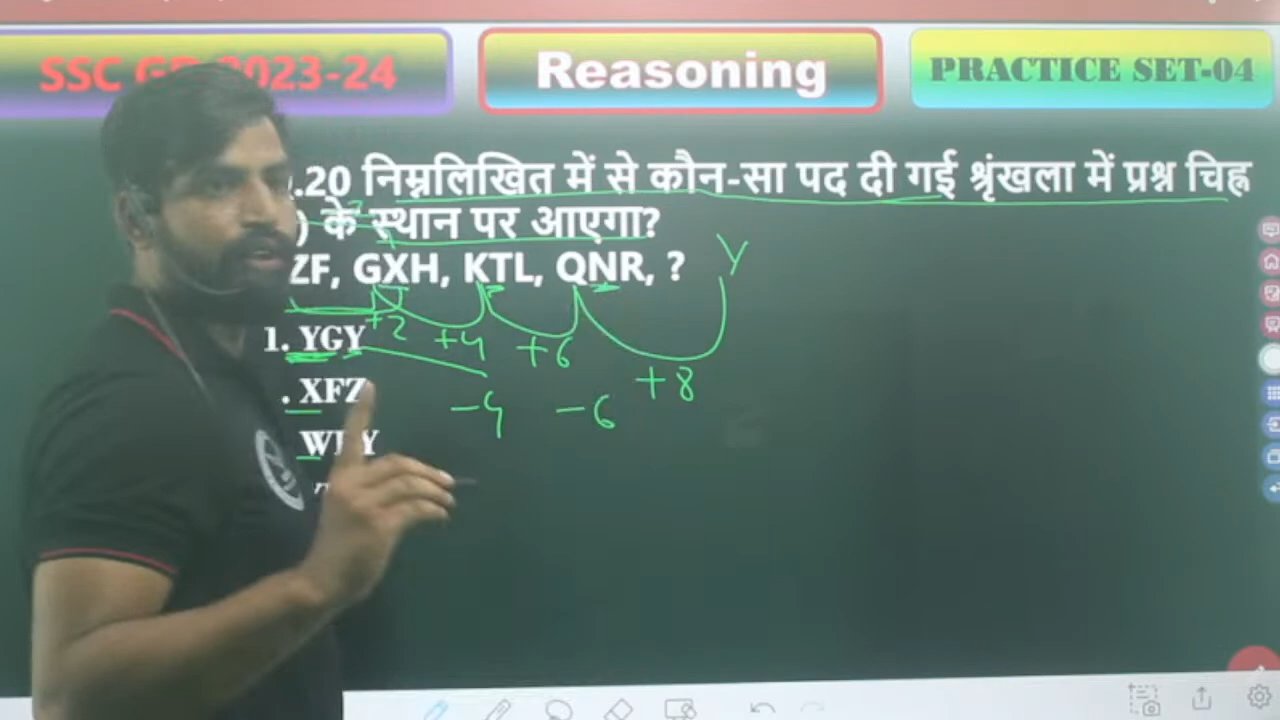 SSC GD 2023-24
Reasoning
PRACTICE SET-04
.20 निम्नलिखित में से कौन-सा पद दी गई श्रृंखला में प्रश्न चिह्न
) के स्थान पर आएगा?
ZF, GXH, KTL, QNR, ?
Y
+2 +4 +6 +8
1. YGY
-4 -6
. XFZ